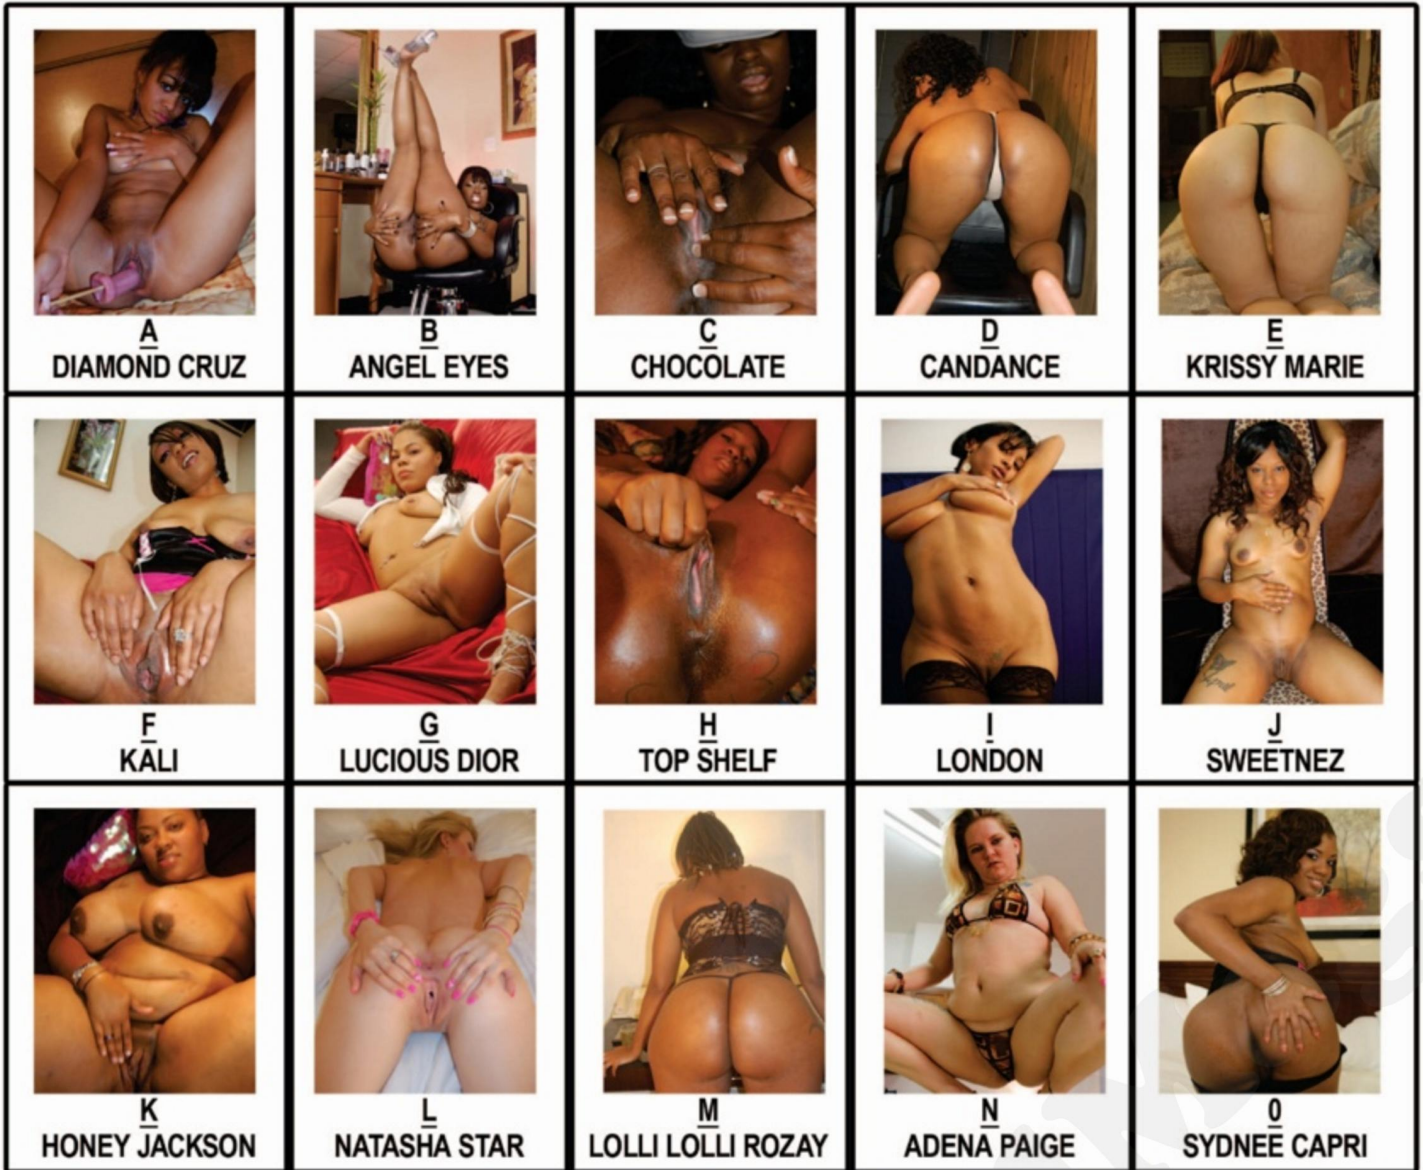 A
DIAMOND CRUZ
B
ANGEL EYES
C
CHOCOLATE
D
CANDANCE
E
KRISSY MARIE
F
KALI
G
LUCIOUS DIOR
H
TOP SHELF
I
LONDON
J
SWEETNEZ
K
HONEY JACKSON
L
NATASHA STAR
M
LOLLI LOLLI ROZAY
N
ADENA PAIGE
0
SYDNEE CAPRI